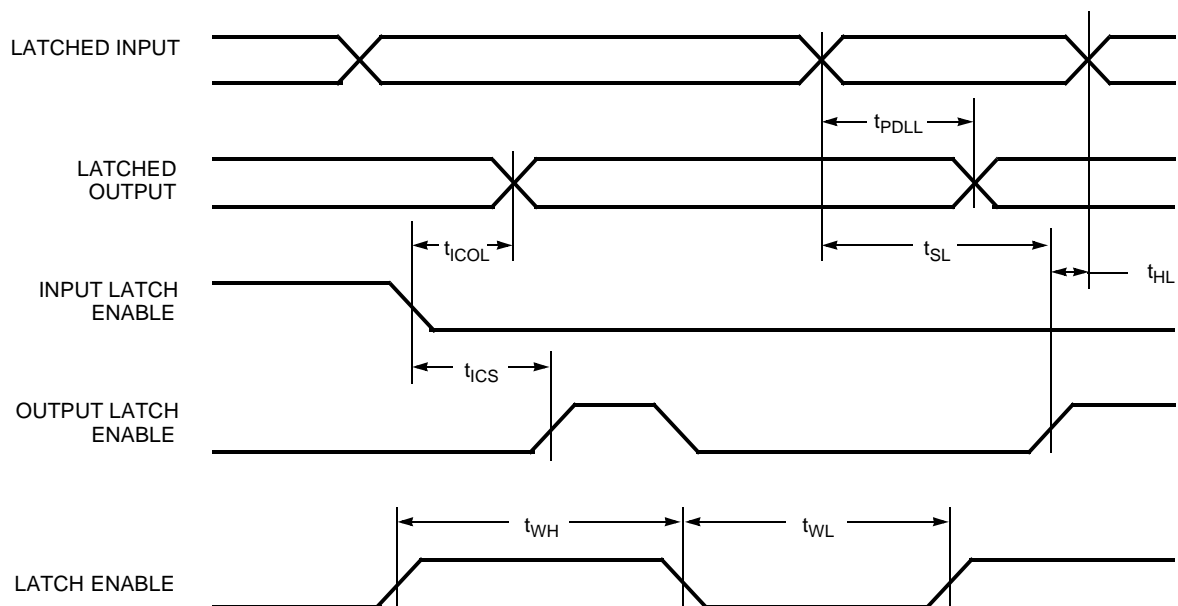 LATCHED INPUT
tPDLL
LATCHED
OUTPUT
tICOL
tSL
tHL
INPUT LATCH
ENABLE
tICS
OUTPUT LATCH
ENABLE
tWH
tWL
LATCH ENABLE